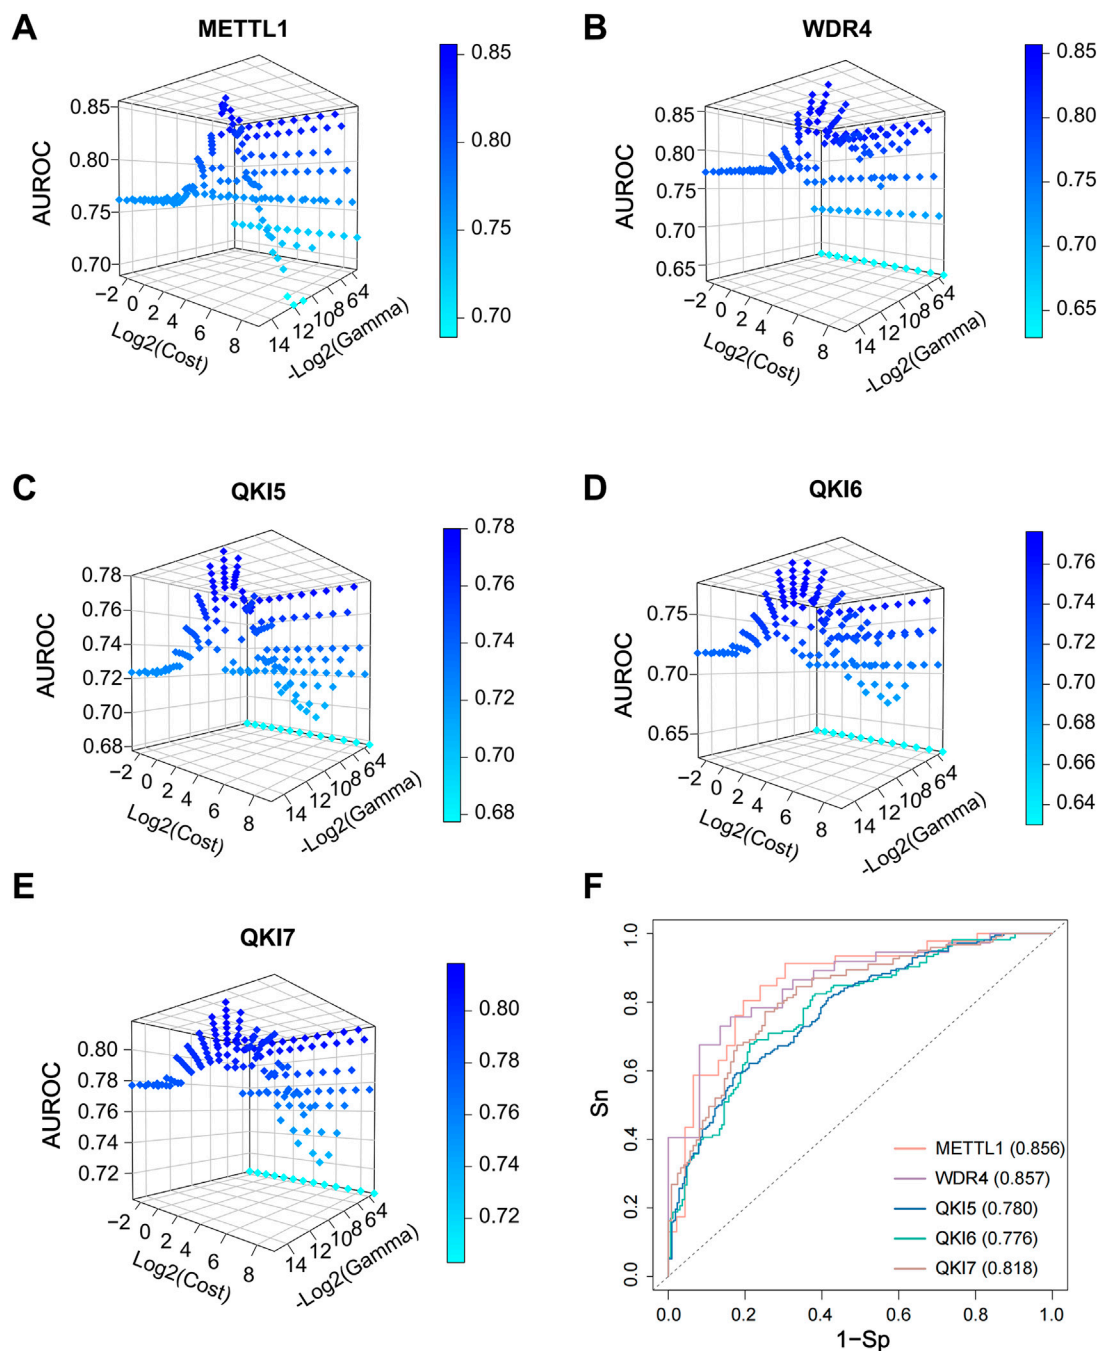 A
METTL1
AUROC
0.85
0.80
0.75
0.70
−2 0 2 4 6 8
Log2(Cost)
14 12 10 8 6 4
-Log2(Gamma)
0.85
0.80
0.75
0.70
B
WDR4
AUROC
0.85
0.80
0.75
0.70
0.65
−2 0 2 4 6 8
Log2(Cost)
14 12 10 8 6 4
-Log2(Gamma)
0.85
0.80
0.75
0.70
0.65
C
QKI5
AUROC
0.78
0.76
0.74
0.72
0.70
0.68
−2 0 2 4 6 8
Log2(Cost)
14 12 10 8 6 4
-Log2(Gamma)
0.78
0.76
0.74
0.72
0.70
0.68
D
QKI6
AUROC
0.75
0.70
0.65
−2 0 2 4 6 8
Log2(Cost)
14 12 10 8 6 4
-Log2(Gamma)
0.76
0.74
0.72
0.70
0.68
0.66
0.64
E
QKI7
AUROC
0.80
0.78
0.76
0.74
0.72
−2 0 2 4 6 8
Log2(Cost)
14 12 10 8 6 4
-Log2(Gamma)
0.80
0.78
0.76
0.74
0.72
F
Sn
1.0
0.8
0.6
0.4
0.2
0.0
METTL1 (0.856)
WDR4 (0.857)
QKI5 (0.780)
QKI6 (0.776)
QKI7 (0.818)
0.0 0.2 0.4 0.6 0.8 1.0
1−Sp